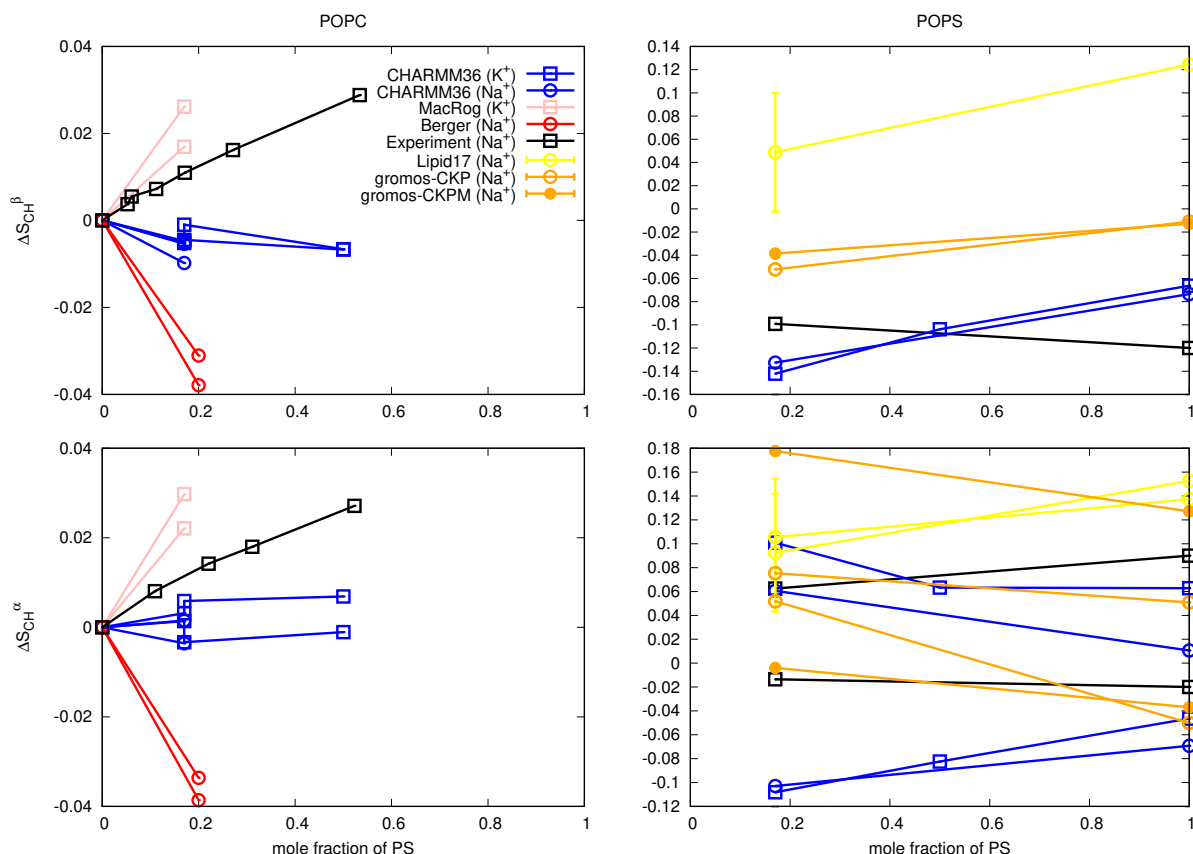 POPC
POPS
0.04
0.02
0
-0.02
-0.04
ΔS_CH^β
CHARMM36 (K⁺)
CHARMM36 (Na⁺)
MacRog (K⁺)
Berger (Na⁺)
Experiment (Na⁺)
Lipid17 (Na⁺)
gromos-CKP (Na⁺)
gromos-CKPM (Na⁺)
0 0.2 0.4 0.6 0.8 1
0.14
0.12
0.1
0.08
0.06
0.04
0.02
0
-0.02
-0.04
-0.06
-0.08
-0.1
-0.12
-0.14
-0.16
0 0.2 0.4 0.6 0.8 1
0.04
0.02
0
-0.02
-0.04
ΔS_CH^α
0 0.2 0.4 0.6 0.8 1
mole fraction of PS
0.18
0.16
0.14
0.12
0.1
0.08
0.06
0.04
0.02
0
-0.02
-0.04
-0.06
-0.08
-0.1
-0.12
0 0.2 0.4 0.6 0.8 1
mole fraction of PS